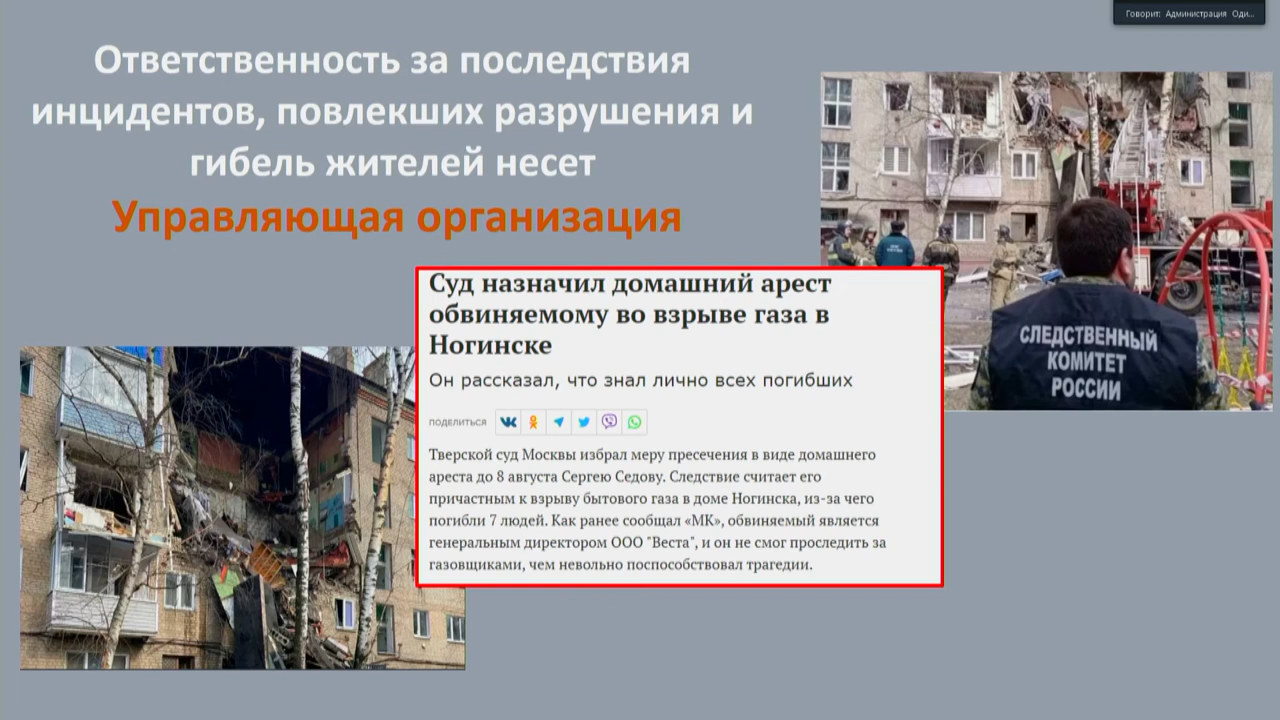 Говорит: Администрация Оди...
Ответственность за последствия
инцидентов, повлекших разрушения и
гибель жителей несет
Управляющая организация
СЛЕДСТВЕННЫЙ
КОМИТЕТ
РОССИИ
Суд назначил домашний арест
обвиняемому во взрыве газа в
Ногинске
Он рассказал, что знал лично всех погибших
ПОДЕЛИТЬСЯ
Тверской суд Москвы избрал меру пресечения в виде домашнего
ареста до 8 августа Сергею Седову. Следствие считает его
причастным к взрыву бытового газа в доме Ногинска, из-за чего
погибли 7 людей. Как ранее сообщал «МК», обвиняемый является
генеральным директором ООО "Веста", и он не смог проследить за
газовщиками, чем невольно поспособствовал трагедии.